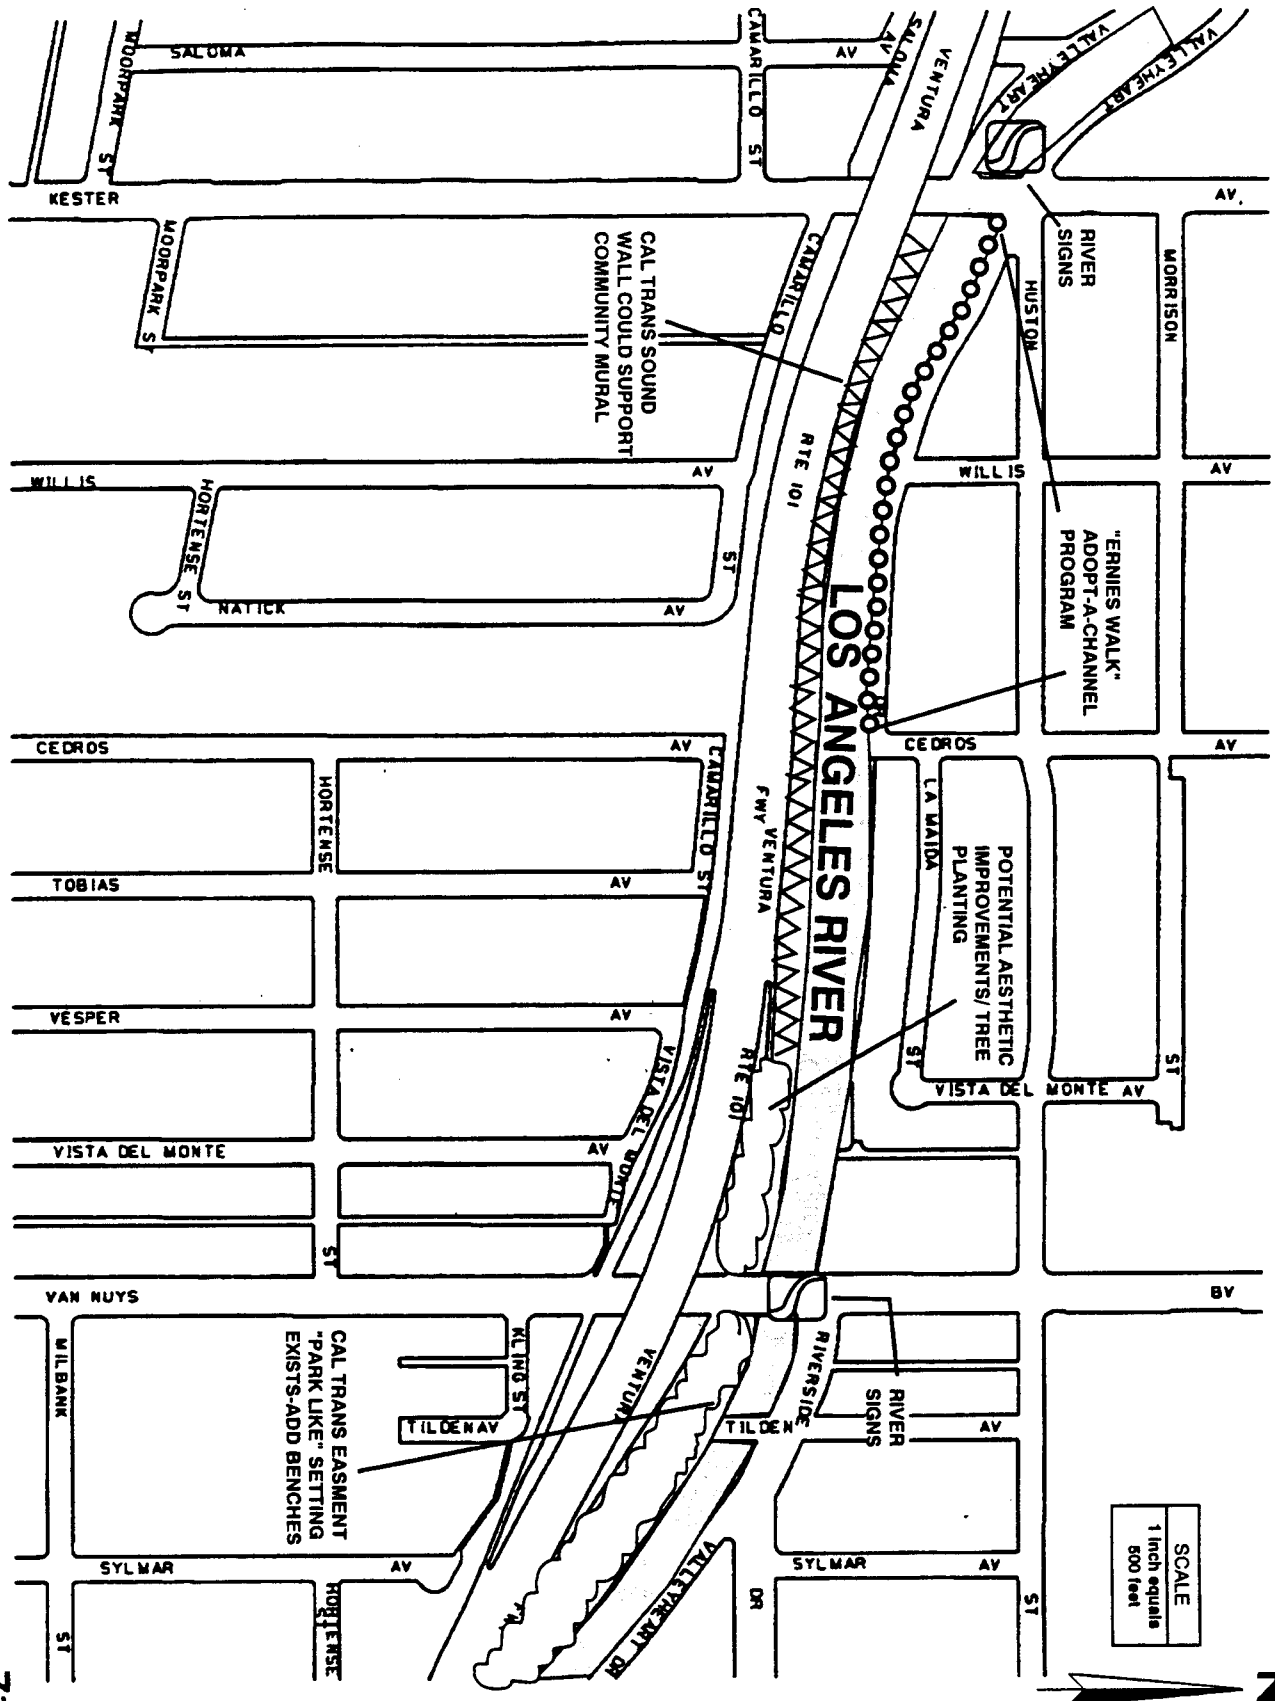 SALOMA
AV
MOORPARK ST
CAMARILLO ST
SALOMA
AV
VENTURA
VALLEYHEART
VALLEYHEART
KESTER
AV.
RIVER
SIGNS
MORRISON
HUSTON
MOORPARK ST
CAL TRANS SOUND
WALL COULD SUPPORT
COMMUNITY MURAL
CAMARILLO
RTE 101
WILLIS
AV
WILLIS
AV
HORTENSE ST
ST
NATICK
AV
"ERNIES WALK"
ADOPT-A-CHANNEL
PROGRAM
LOS ANGELES RIVER
CEDROS
AV
CEDROS
AV
HORTENSE
CAMARILLO ST
FWY
VENTURA
LA MAIDA
ST
POTENTIAL AESTHETIC
IMPROVEMENTS/ TREE
PLANTING
TOBIAS
AV
VESPER
AV
VISTA DEL MONTE
RTE 101
VISTA DEL MONTE AV
ST
VISTA DEL MONTE
AV
ST
VAN NUYS
BV
MILBANK
CAL TRANS EASMENT
"PARK LIKE" SETTING
EXISTS-ADD BENCHES
KLING ST
TILDEN AV
VENTURA
TILDEN
AV
RIVERSIDE
RIVER
SIGNS
SYLMAR
AV
SYLMAR
AV
HORTENSE
ST
ST
VALLEYHEART DR
DR
ST
SCALE
1 inch equals
500 feet
N